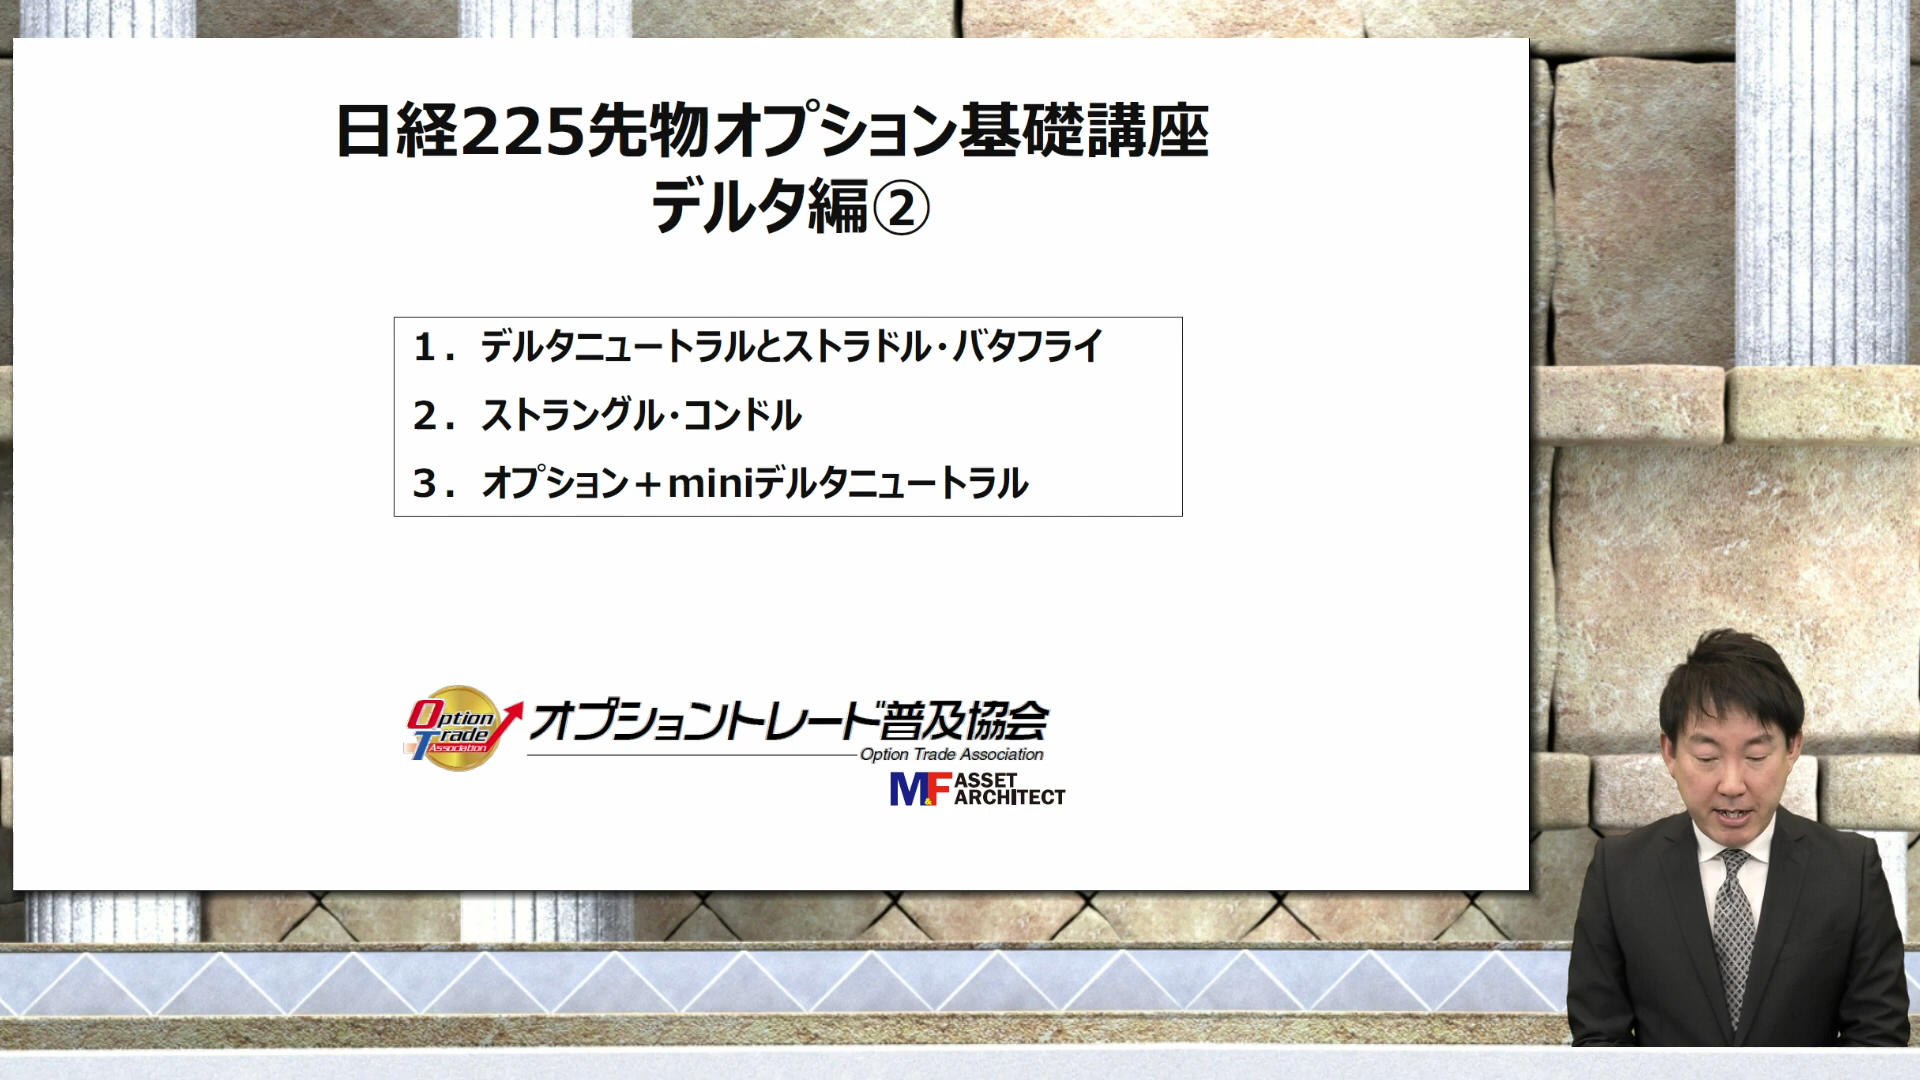 日経225先物オプション基礎講座
デルタ編②
１．デルタニュートラルとストラドル・バタフライ
２．ストラングル・コンドル
３．オプション＋miniデルタニュートラル
Option
Trade
Association
オプショントレード普及協会
Option Trade Association
M&F ASSET
ARCHITECT